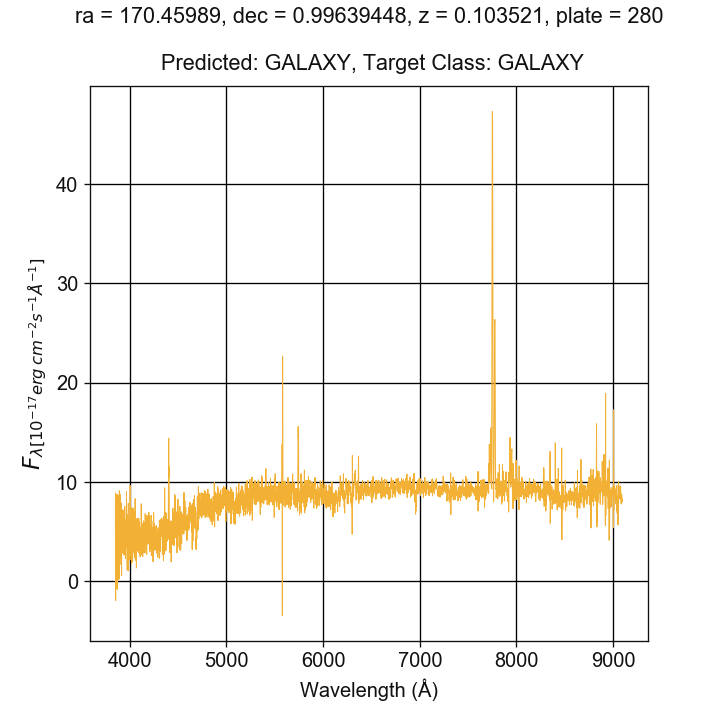 ra = 170.45989, dec = 0.99639448, z = 0.103521, plate = 280
Predicted: GALAXY, Target Class: GALAXY
F_λ[10⁻¹⁷ erg cm⁻² s⁻¹ Å⁻¹]
40
30
20
10
0
4000 5000 6000 7000 8000 9000
Wavelength (Å)